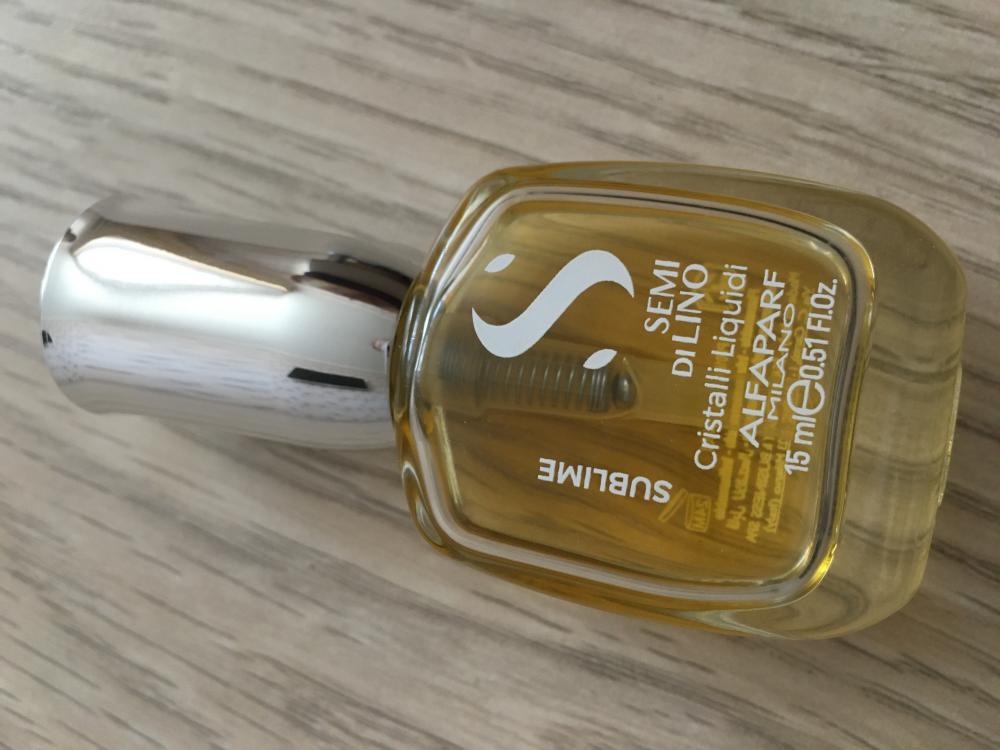 SEMI
DI LINO
Cristalli Liquidi
ALFAPARF
MILANO
15 ml e 0.51 Fl.Oz.
SUBLIME